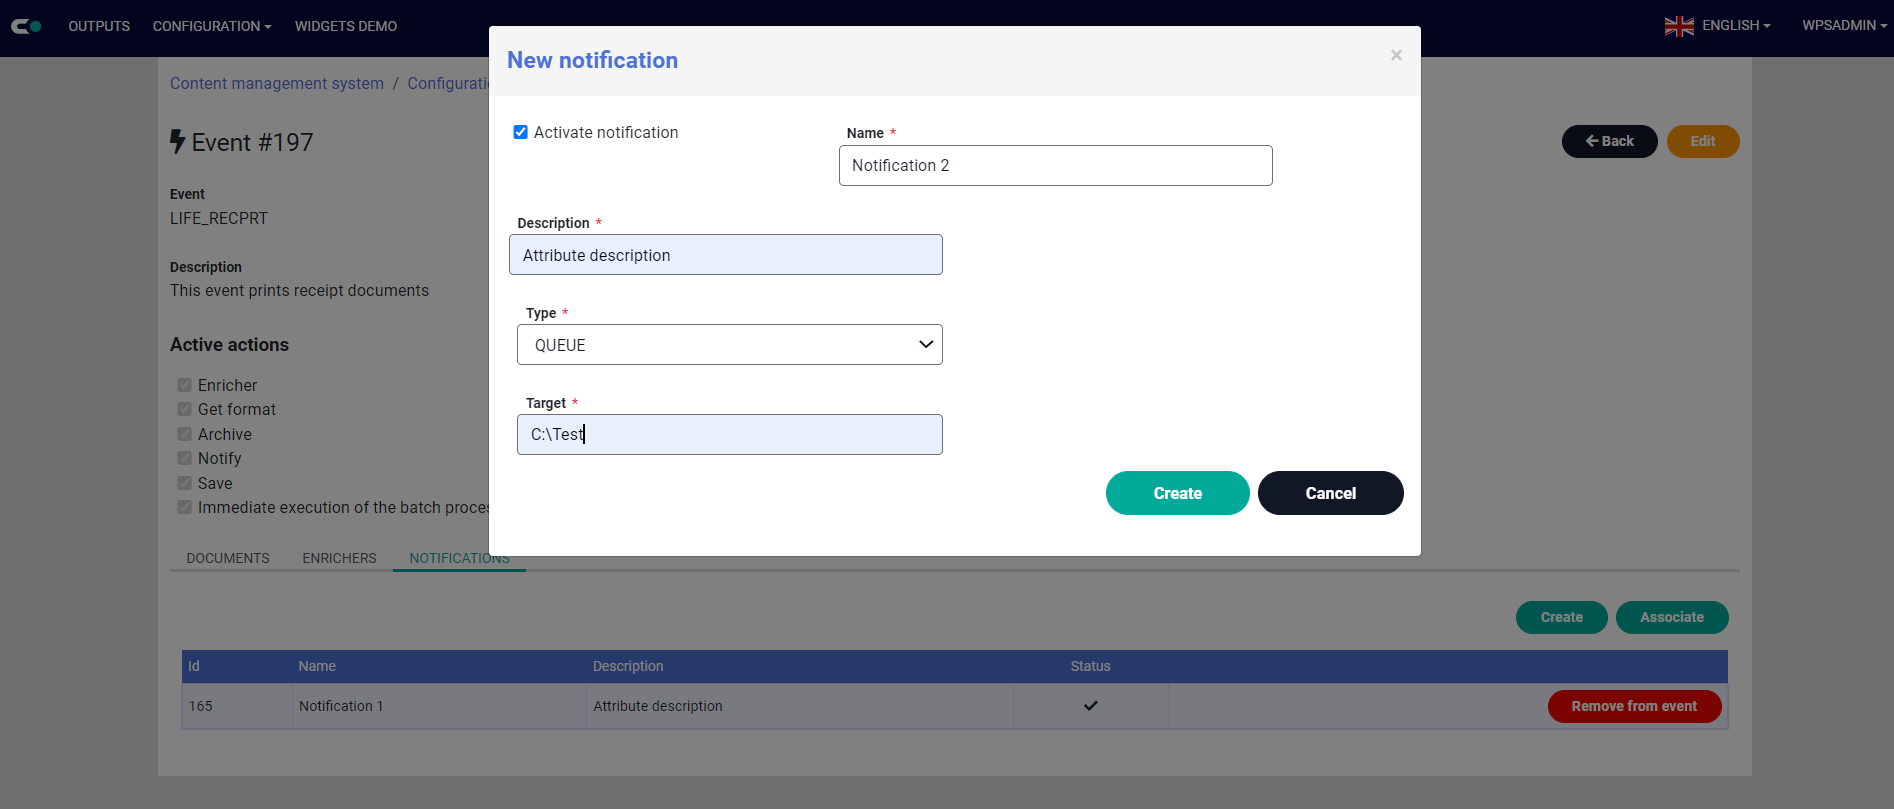 OUTPUTS CONFIGURATION WIDGETS DEMO ENGLISH WPSADMIN
New notification ×
Content management system / Configuratio
Activate notification
Name *
Notification 2
Event #197
Back Edit
Event
LIFE_RECPRT
Description *
Attribute description
Description
This event prints receipt documents
Type *
QUEUE
Active actions
Enricher
Get format
Archive
Notify
Save
Immediate execution of the batch proces
Target *
C:\Test
Create Cancel
DOCUMENTS ENRICHERS NOTIFICATIONS
Create Associate
Id Name Description Status
165 Notification 1 Attribute description Remove from event